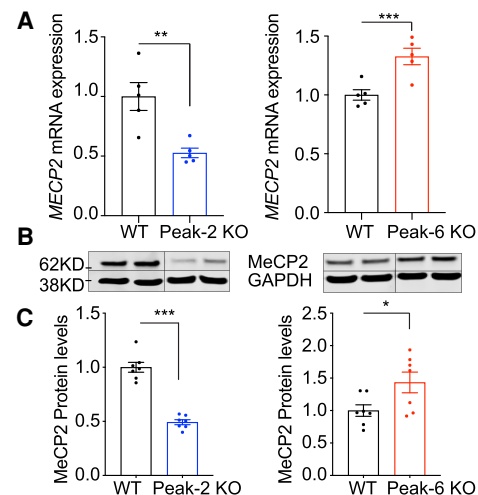 A
MECP2 mRNA expression
1.5
1.0
0.5
0.0
**
WT Peak-2 KO
MECP2 mRNA expression
1.5
1.0
0.5
0.0
***
WT Peak-6 KO
B
62KD
38KD
MeCP2
GAPDH
C
MeCP2 Protein levels
1.5
1.0
0.5
0.0
***
WT Peak-2 KO
MeCP2 Protein levels
2.5
2.0
1.5
1.0
0.5
0.0
*
WT Peak-6 KO